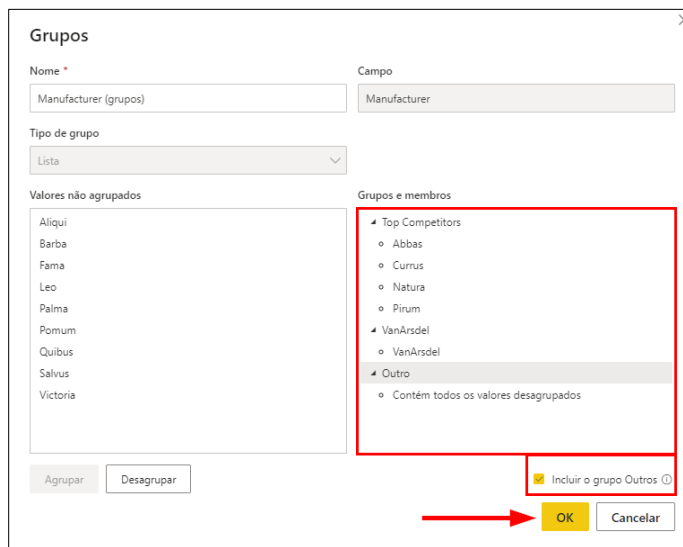 Grupos
Nome *
Campo
Manufacturer (grupos)
Manufacturer
Tipo de grupo
Lista
Valores não agrupados
Aliqui
Barba
Fama
Leo
Palma
Pomum
Quibus
Salvus
Victoria
Grupos e membros
Top Competitors
Abbas
Currus
Natura
Pirum
VanArsdel
VanArsdel
Outro
Contém todos os valores desagrupados
Agrupar
Desagrupar
Incluir o grupo Outros
OK
Cancelar